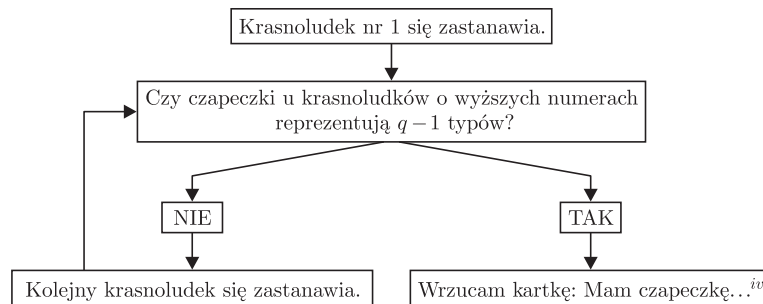 Krasnoludek nr 1 się zastanawia.
Czy czapeczki u krasnoludków o wyższych numerach
reprezentują q − 1 typów?
NIE
TAK
Kolejny krasnoludek się zastanawia.
Wrzucam kartkę: Mam czapeczkę…iv